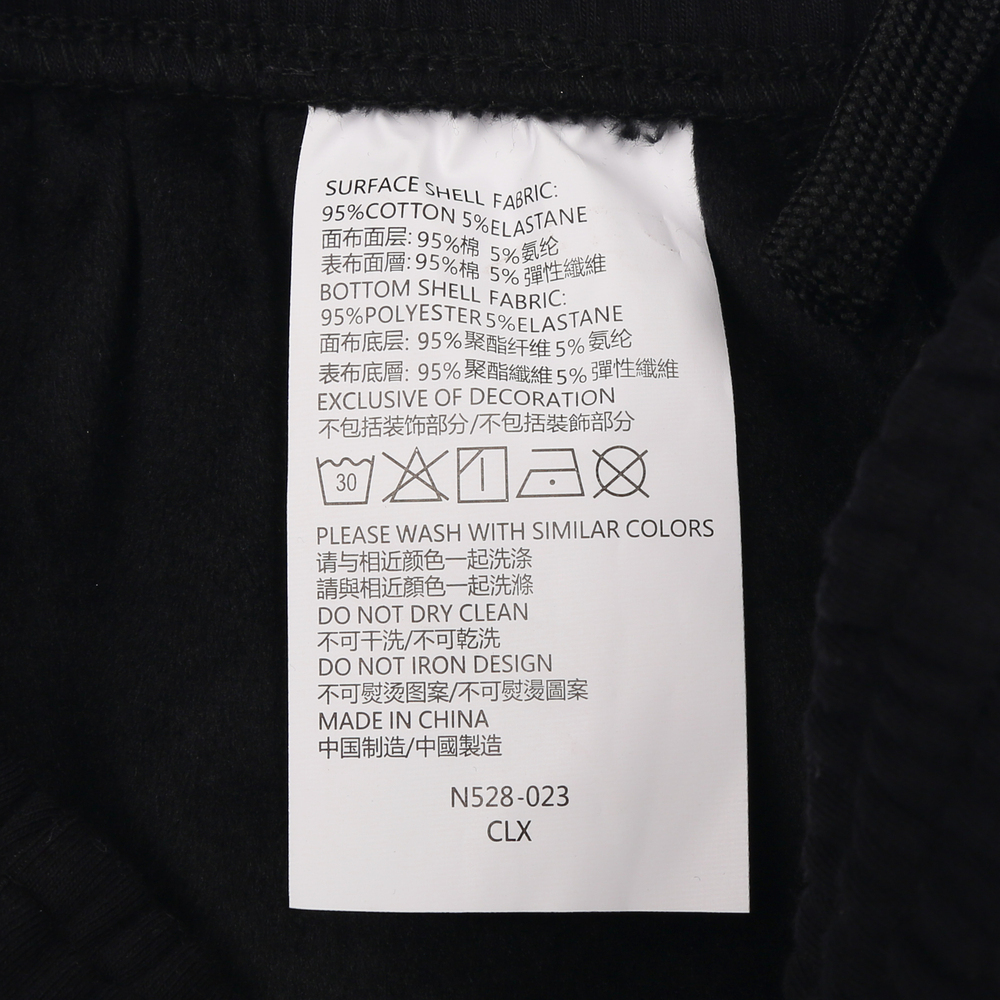 SURFACE SHELL FABRIC:
95%COTTON 5%ELASTANE
面布面层: 95%棉 5%氨纶
表布面層: 95%棉 5% 彈性纖維
BOTTOM SHELL FABRIC:
95%POLYESTER 5%ELASTANE
面布底层: 95%聚酯纤维 5% 氨纶
表布底層: 95%聚酯纖維 5% 彈性纖維
EXCLUSIVE OF DECORATION
不包括装饰部分/不包括裝飾部分
30
PLEASE WASH WITH SIMILAR COLORS
请与相近颜色一起洗涤
請與相近顏色一起洗滌
DO NOT DRY CLEAN
不可干洗/不可乾洗
DO NOT IRON DESIGN
不可熨烫图案/不可熨燙圖案
MADE IN CHINA
中国制造/中國製造
N528-023
CLX